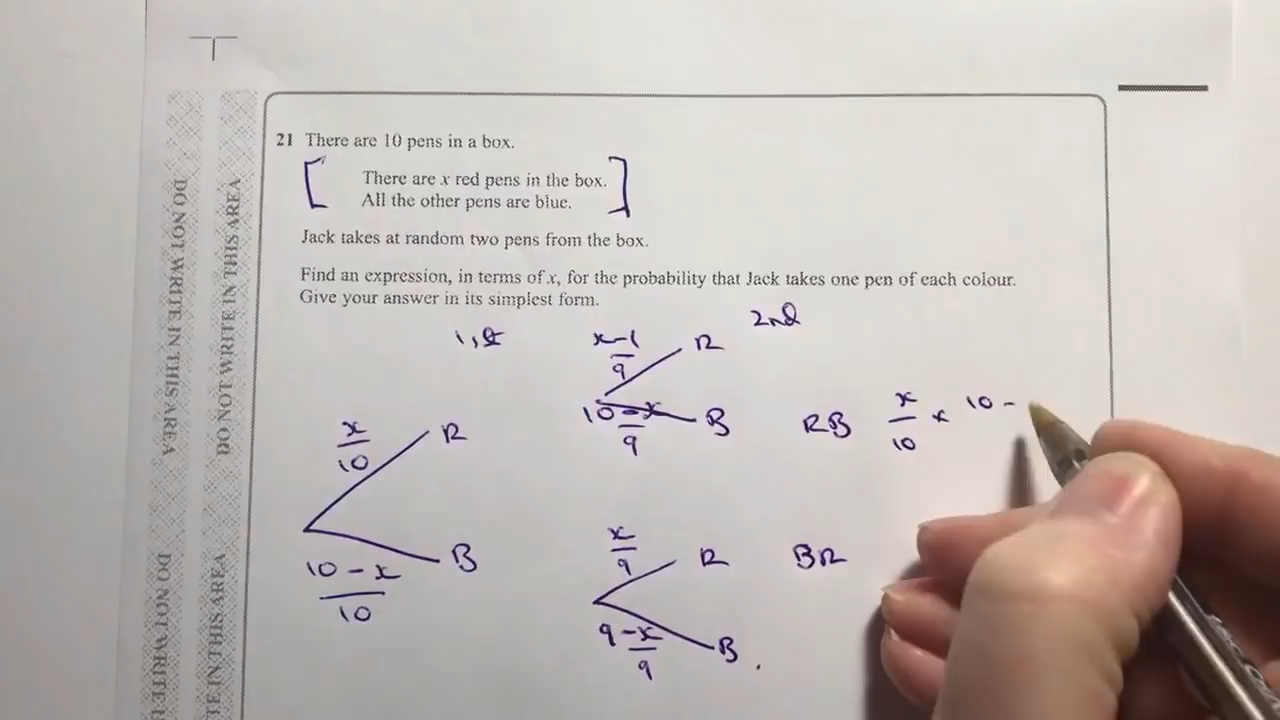 21 There are 10 pens in a box.
There are x red pens in the box.
All the other pens are blue.
Jack takes at random two pens from the box.
Find an expression, in terms of x, for the probability that Jack takes one pen of each colour.
Give your answer in its simplest form.
1st
2nd
x-1
9
R
10-x
9
B
x
10
R
10-x
10
B
RB x/10 × 10-
x
9
R
BR
9-x
9
B
DO NOT WRITE IN THIS AREA
DO NOT WRITE IN THIS AREA
DO NOT WRITE I
TE IN THIS AREA